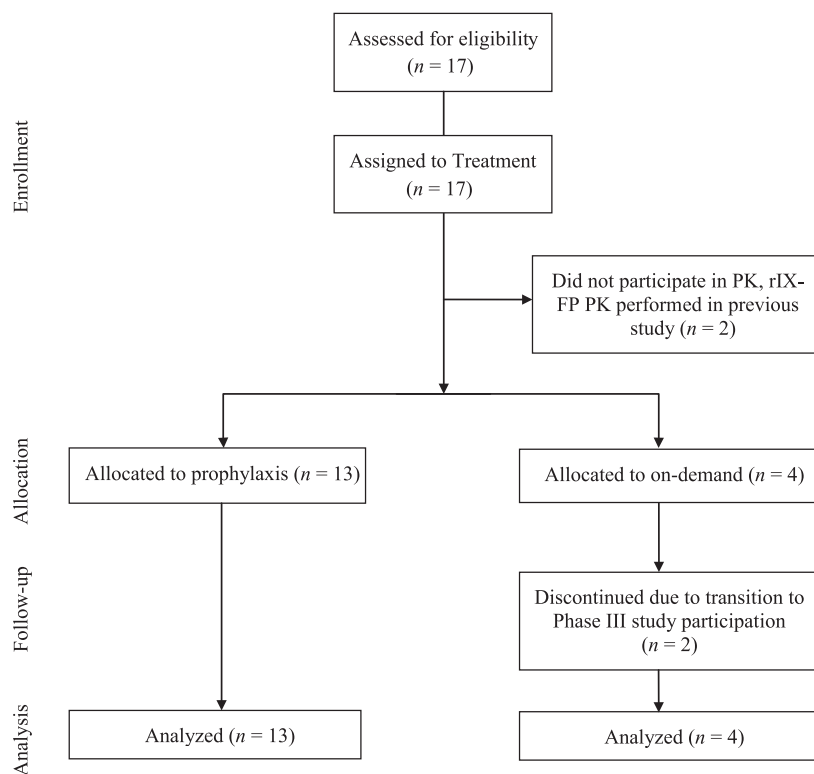 Assessed for eligibility
(n = 17)
Enrollment
Assigned to Treatment
(n = 17)
Did not participate in PK, rIX-
FP PK performed in previous
study (n = 2)
Allocation
Allocated to prophylaxis (n = 13)
Allocated to on-demand (n = 4)
Follow-up
Discontinued due to transition to
Phase III study participation
(n = 2)
Analysis
Analyzed (n = 13)
Analyzed (n = 4)